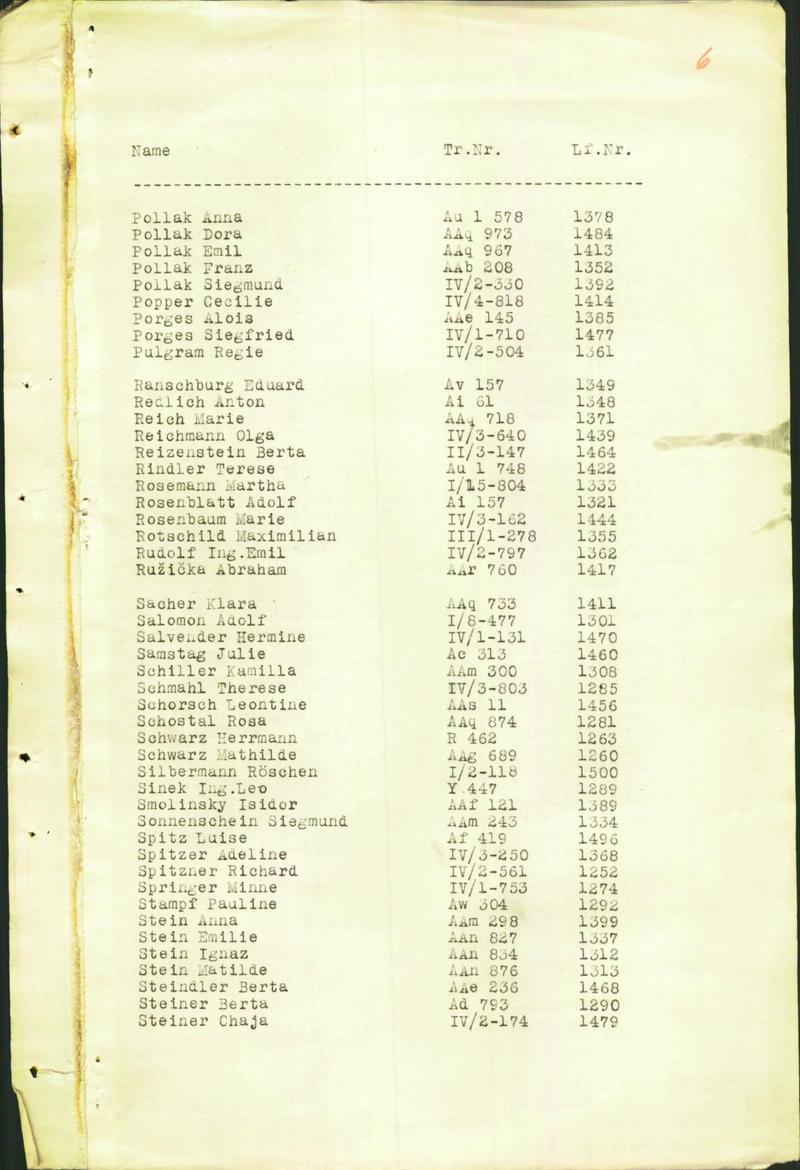 6
Name Tr.Nr. Lf.Nr.
Pollak Anna Au 1 578 1378
Pollak Dora AAq 973 1484
Pollak Emil AAq 967 1413
Pollak Franz AAb 208 1352
Pollak Siegmund IV/2-330 1392
Popper Cecilie IV/4-818 1414
Porges Alois AAe 145 1385
Porges Siegfried IV/1-710 1477
Pulgram Regie IV/2-504 1361
Ranschburg Eduard Av 157 1349
Redlich Anton Ai 61 1348
Reich Marie AAq 718 1371
Reichmann Olga IV/3-640 1439
Reizenstein Berta II/3-147 1464
Rindler Terese Au 1 748 1422
Rosemann Martha I/15-804 1333
Rosenblatt Adolf Ai 157 1321
Rosenbaum Marie IV/3-162 1444
Rotschild Maximilian III/1-278 1355
Rudolf Ing.Emil IV/2-797 1362
Ružička Abraham AAr 760 1417
Sacher Klara AAq 733 1411
Salomon Adolf I/8-477 1301
Salvender Hermine IV/1-131 1470
Samstag Julie Ac 313 1460
Schiller Kamilla AAm 300 1308
Schmahl Therese IV/3-803 1285
Schorsch Leontine AAs 11 1456
Schostal Rosa AAq 874 1281
Schwarz Herrmann R 462 1263
Schwarz Mathilde AAg 689 1260
Silbermann Röschen I/2-118 1500
Sinek Ing.Leo Y 447 1289
Smolinsky Isidor AAf 121 1389
Sonnenschein Siegmund AAm 243 1334
Spitz Luise Af 419 1496
Spitzer Adeline IV/3-250 1368
Spitzner Richard IV/2-561 1252
Springer Minne IV/1-753 1274
Stampf Pauline Aw 304 1292
Stein Anna AAm 298 1399
Stein Emilie AAn 827 1337
Stein Ignaz AAn 834 1312
Stein Matilde AAn 876 1313
Steindler Berta AAe 236 1468
Steiner Berta Ad 793 1290
Steiner Chaja IV/2-174 1479